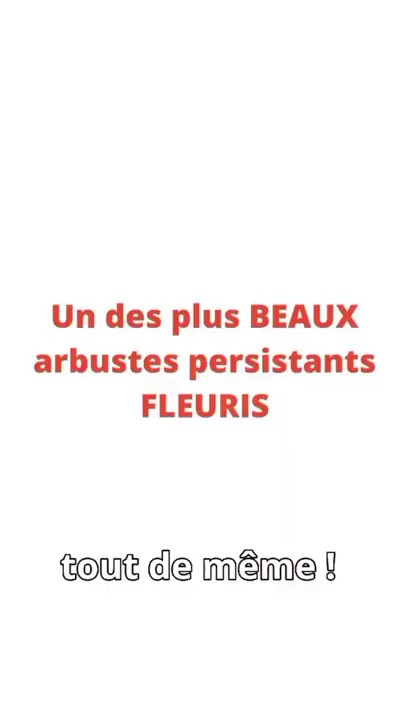 Un des plus BEAUX
arbustes persistants
FLEURIS
tout de même !